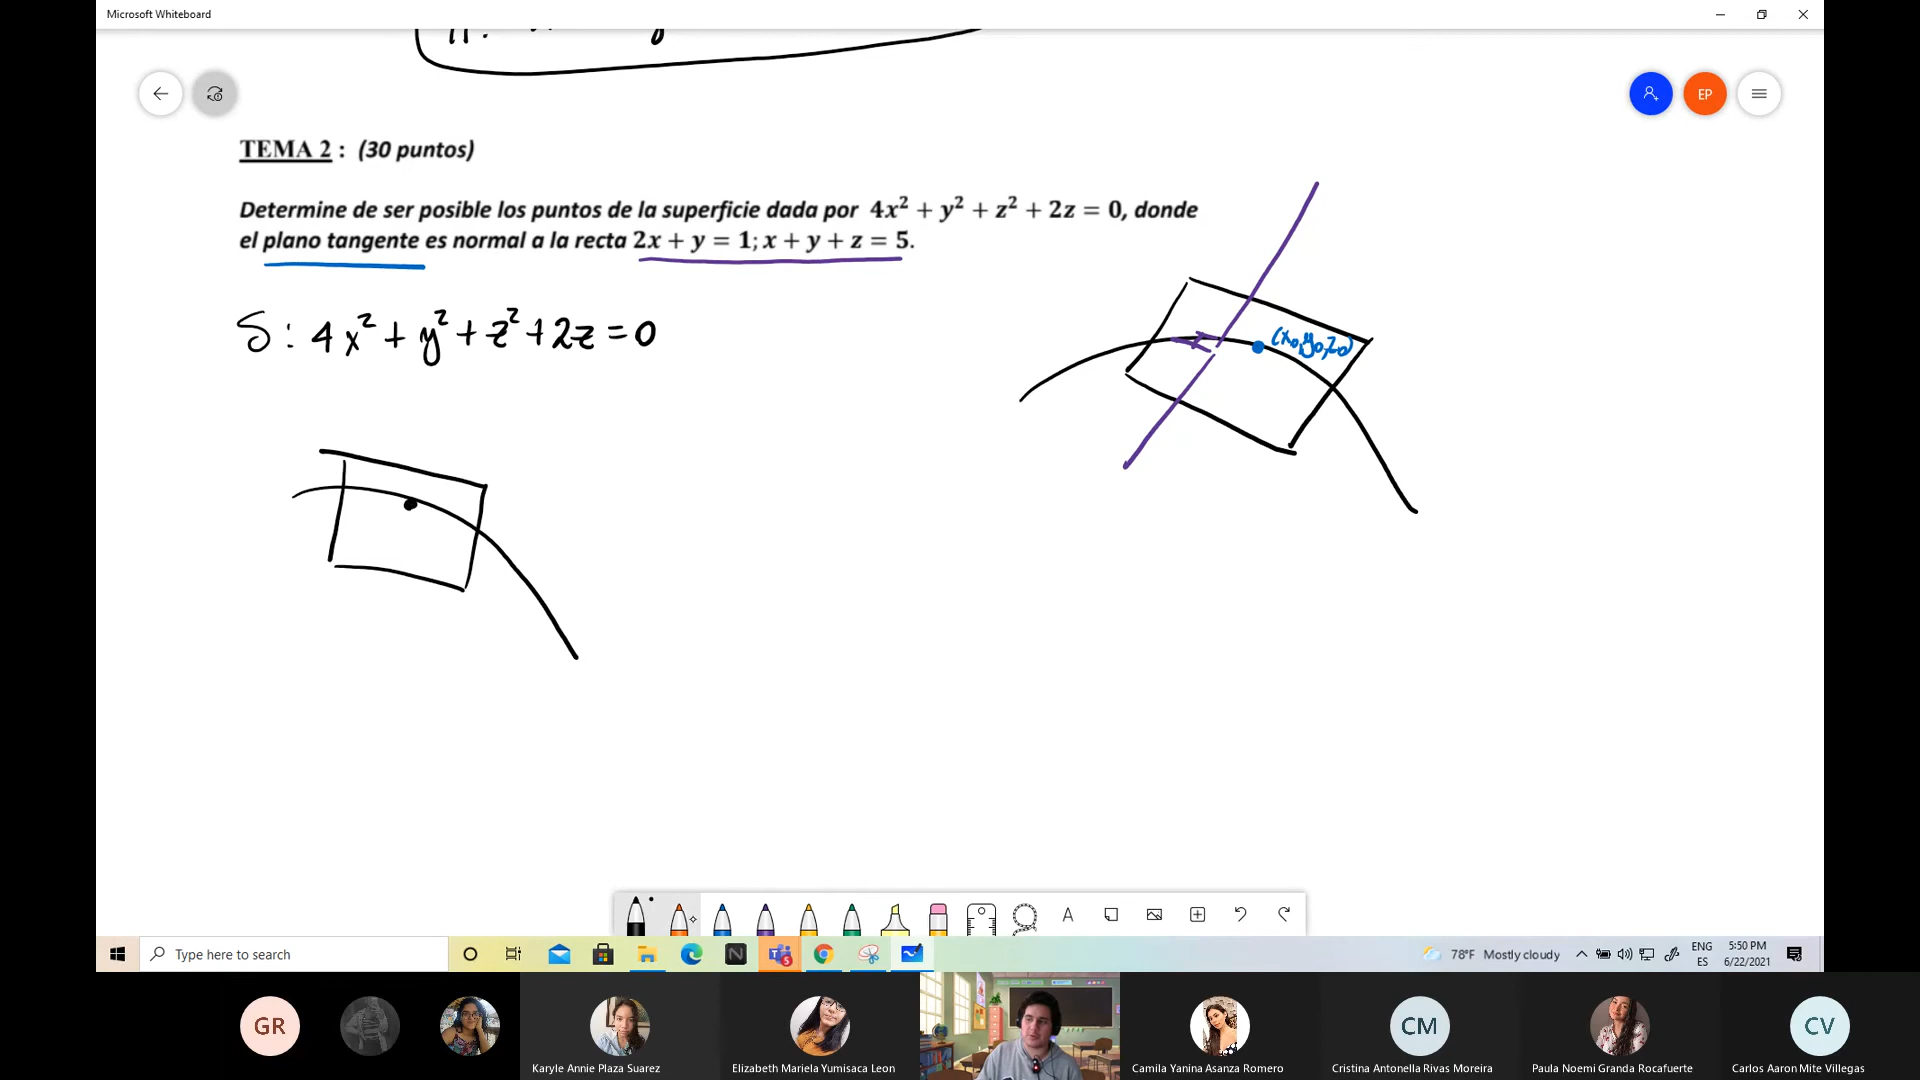 Microsoft Whiteboard
EP
TEMA 2 : (30 puntos)
Determine de ser posible los puntos de la superficie dada por 4x² + y² + z² + 2z = 0, donde
el plano tangente es normal a la recta 2x + y = 1; x + y + z = 5.
S : 4x² + y² + z² + 2z = 0
(x₀,y₀,z₀)
A
Type here to search
N
78°F Mostly cloudy
ENG
ES
5:50 PM
6/22/2021
GR
CM
CV
Karyle Annie Plaza Suarez
Elizabeth Mariela Yumisaca Leon
Camila Yanina Asanza Romero
Cristina Antonella Rivas Moreira
Paula Noemi Granda Rocafuerte
Carlos Aaron Mite Villegas